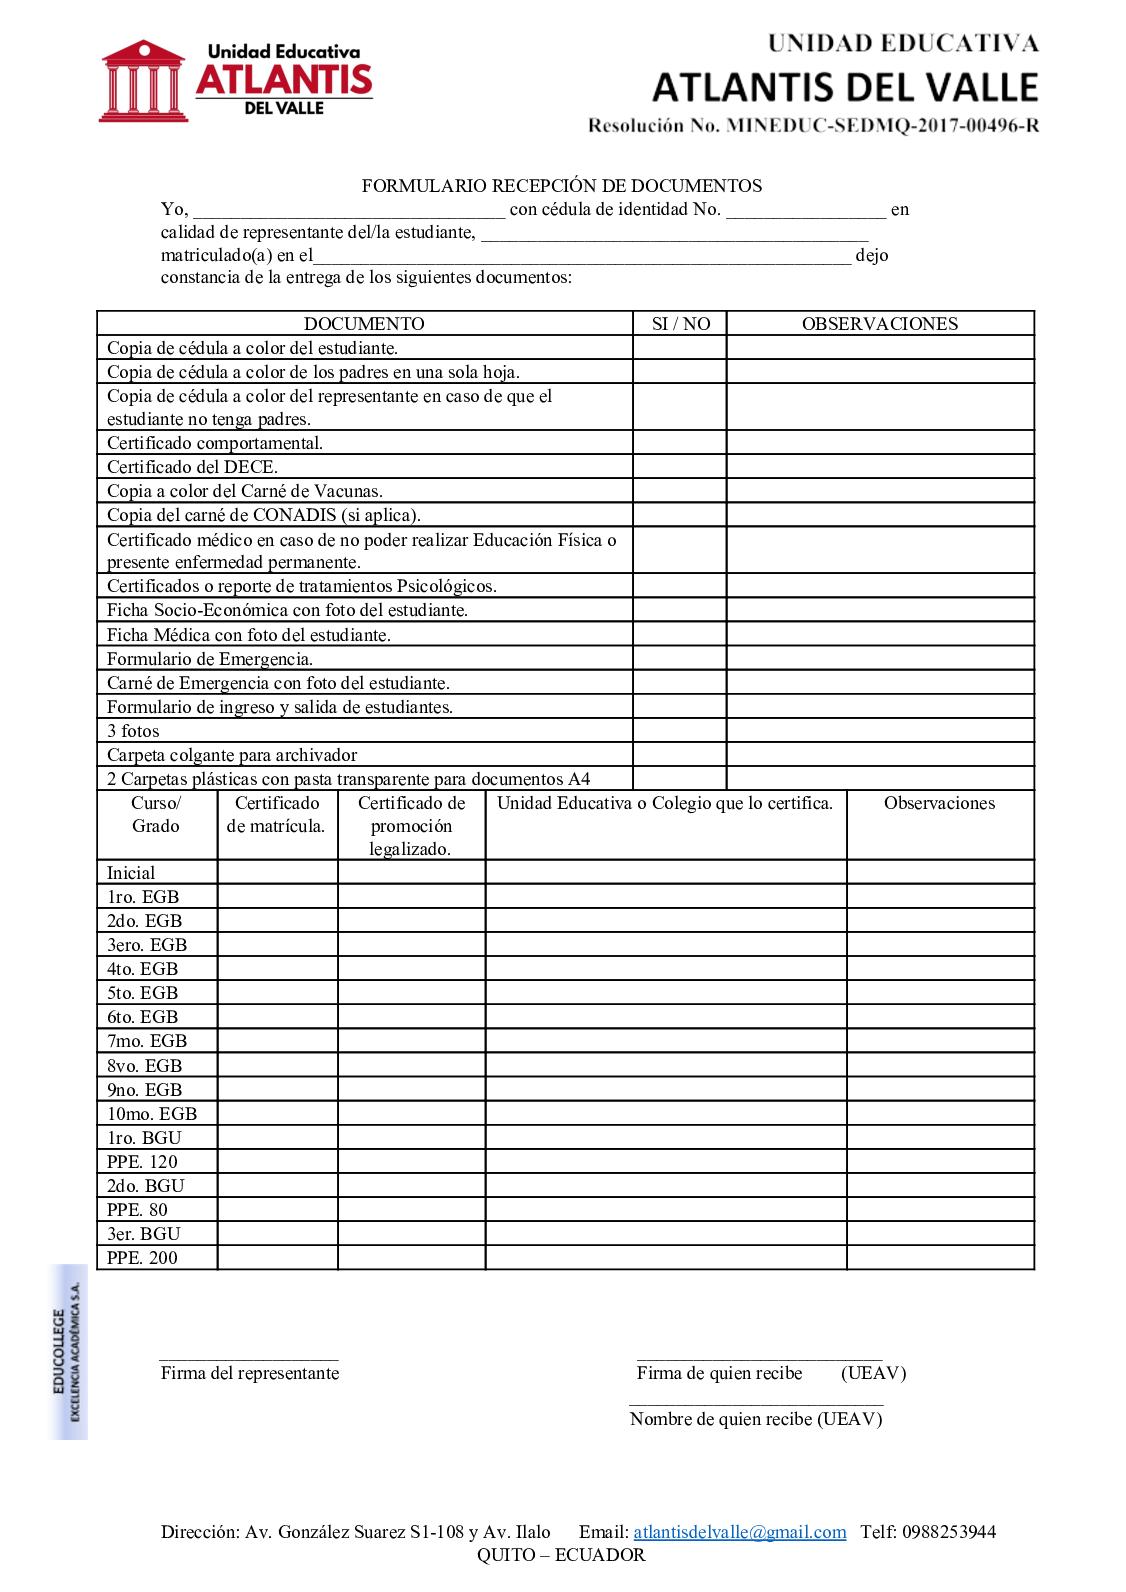 Unidad Educativa
ATLANTIS
DEL VALLE
UNIDAD EDUCATIVA
ATLANTIS DEL VALLE
Resolución No. MINEDUC-SEDMQ-2017-00496-R
FORMULARIO RECEPCIÓN DE DOCUMENTOS
Yo, _________________________________ con cédula de identidad No. _________________ en
calidad de representante del/la estudiante, _________________________________________
matriculado(a) en el_________________________________________________________ dejo
constancia de la entrega de los siguientes documentos:
DOCUMENTO SI / NO OBSERVACIONES
Copia de cédula a color del estudiante.
Copia de cédula a color de los padres en una sola hoja.
Copia de cédula a color del representante en caso de que el
estudiante no tenga padres.
Certificado comportamental.
Certificado del DECE.
Copia a color del Carné de Vacunas.
Copia del carné de CONADIS (si aplica).
Certificado médico en caso de no poder realizar Educación Física o
presente enfermedad permanente.
Certificados o reporte de tratamientos Psicológicos.
Ficha Socio-Económica con foto del estudiante.
Ficha Médica con foto del estudiante.
Formulario de Emergencia.
Carné de Emergencia con foto del estudiante.
Formulario de ingreso y salida de estudiantes.
3 fotos
Carpeta colgante para archivador
2 Carpetas plásticas con pasta transparente para documentos A4
Curso/ Certificado Certificado de Unidad Educativa o Colegio que lo certifica. Observaciones
Grado de matrícula. promoción
legalizado.
Inicial
1ro. EGB
2do. EGB
3ero. EGB
4to. EGB
5to. EGB
6to. EGB
7mo. EGB
8vo. EGB
9no. EGB
10mo. EGB
1ro. BGU
PPE. 120
2do. BGU
PPE. 80
3er. BGU
PPE. 200
EDUCOLLEGE
EXCELENCIA ACADÉMICA S.A.
___________________ _____________________________
Firma del representante Firma de quien recibe (UEAV)
___________________________
Nombre de quien recibe (UEAV)
Dirección: Av. González Suarez S1-108 y Av. Ilalo Email: atlantisdelvalle@gmail.com Telf: 0988253944
QUITO – ECUADOR